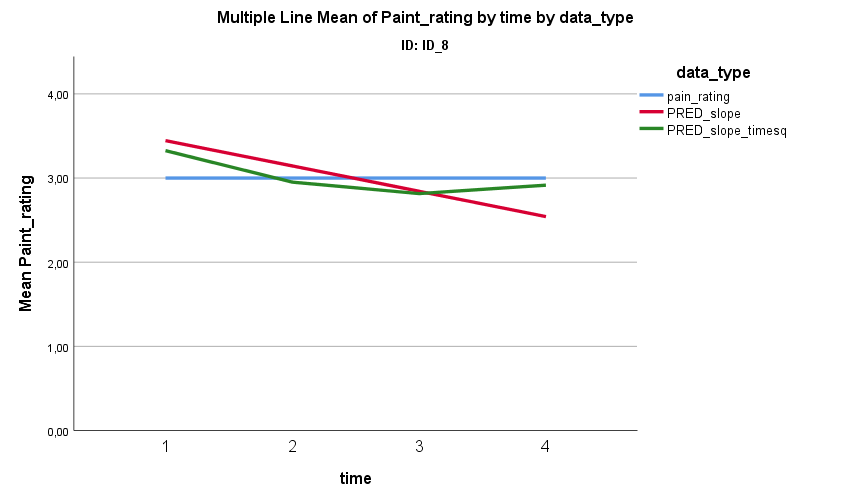 Multiple Line Mean of Paint_rating by time by data_type
ID: ID_8
data_type
pain_rating
PRED_slope
PRED_slope_timesq
Mean Paint_rating
4,00
3,00
2,00
1,00
0,00
1 2 3 4
time